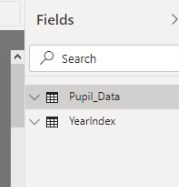 Fields
Search
Pupil_Data
YearIndex